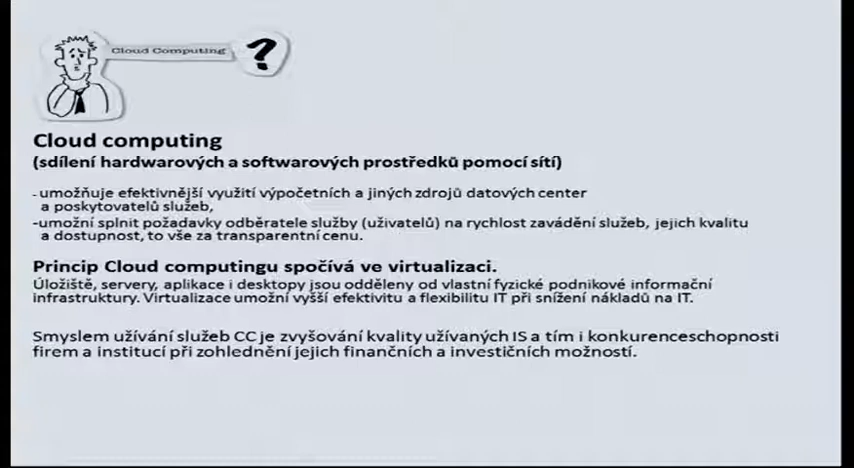 Cloud Computing ?
Cloud computing
(sdílení hardwarových a softwarových prostředků pomocí sítí)
- umožňuje efektivnější využití výpočetních a jiných zdrojů datových center
a poskytovatelů služeb,
-umožní splnit požadavky odběratele služby (uživatelů) na rychlost zavádění služeb, jejich kvalitu
a dostupnost, to vše za transparentní cenu.
Princip Cloud computingu spočívá ve virtualizaci.
Úložiště, servery, aplikace i desktopy jsou odděleny od vlastní fyzické podnikové informační
infrastruktury. Virtualizace umožní vyšší efektivitu a flexibilitu IT při snížení nákladů na IT.
Smyslem užívání služeb CC je zvyšování kvality užívaných IS a tím i konkurenceschopnosti
firem a institucí při zohlednění jejich finančních a investičních možností.